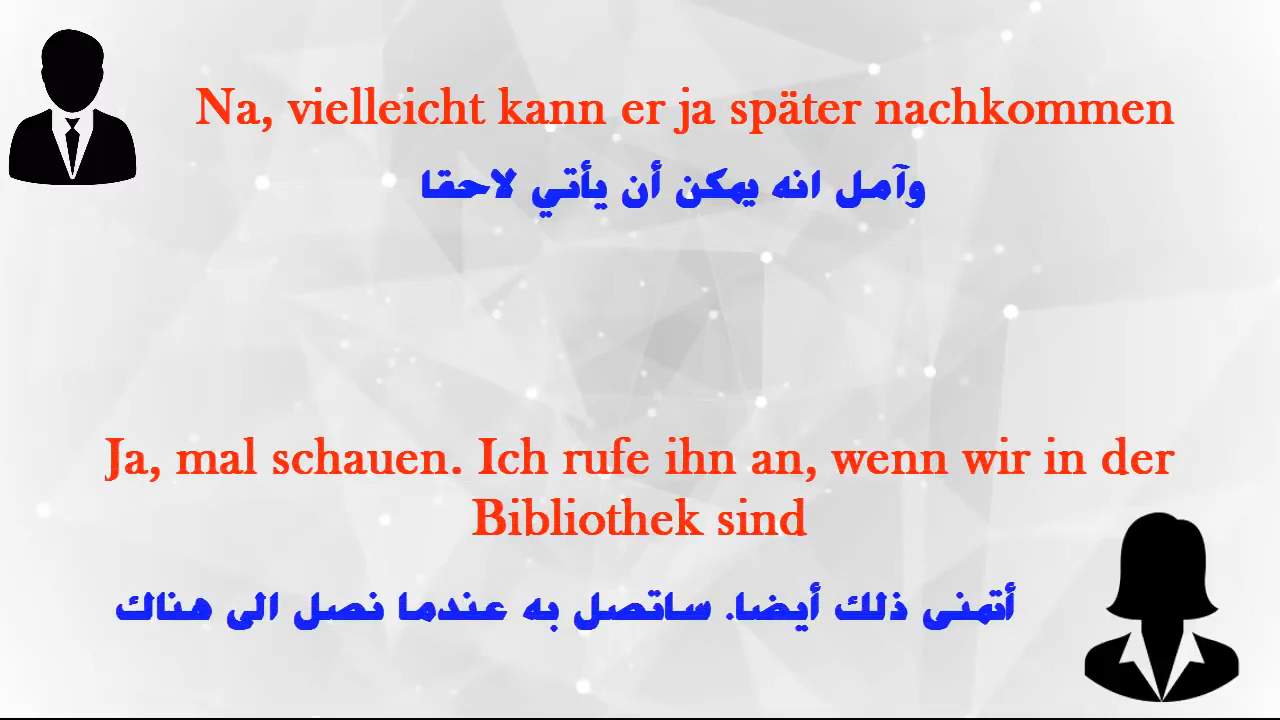 Na, vielleicht kann er ja später nachkommen
وآمل انه يمكن أن يأتي لاحقا
Ja, mal schauen. Ich rufe ihn an, wenn wir in der
Bibliothek sind
أتمنى ذلك أيضا. ساتصل به عندما نصل الى هناك